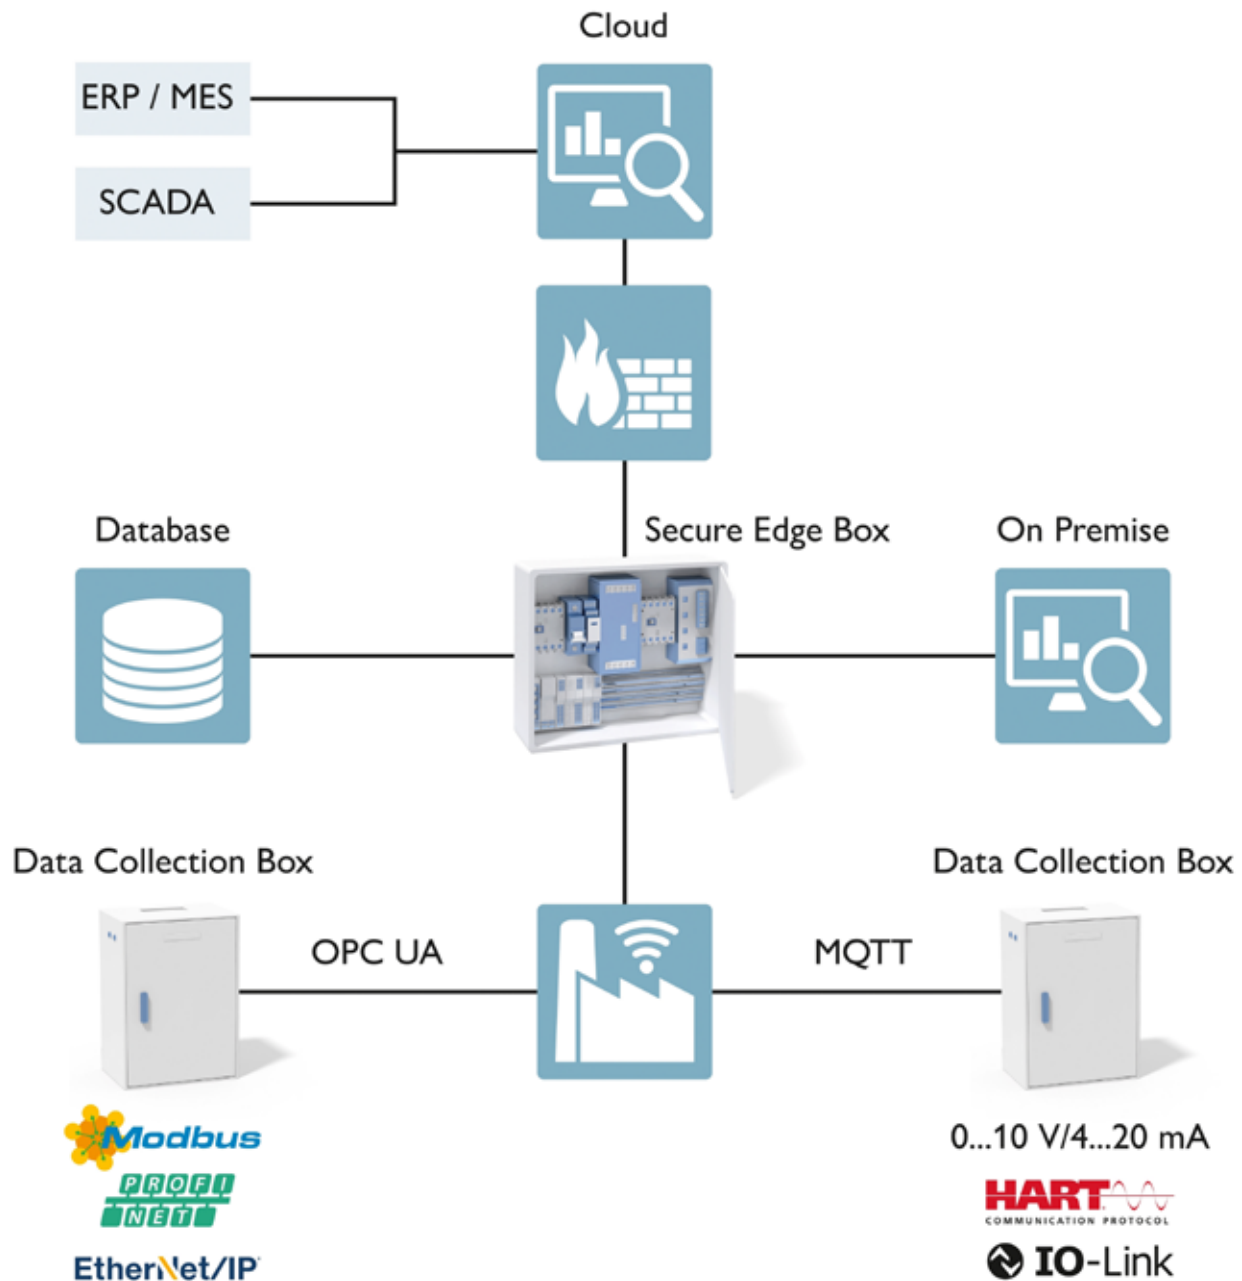 Cloud
ERP / MES
SCADA
Database
Secure Edge Box
On Premise
Data Collection Box
Data Collection Box
OPC UA
MQTT
Modbus
PROFI
NET
EtherNet/IP
0...10 V/4...20 mA
HART
COMMUNICATION PROTOCOL
IO-Link